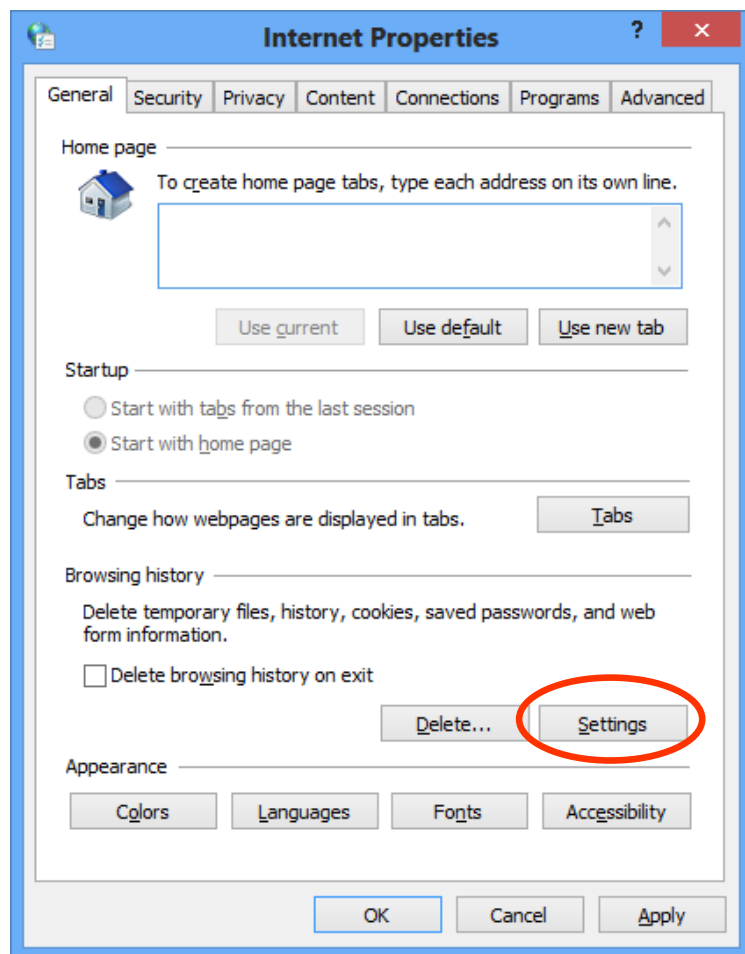 Internet Properties
?
×
General Security Privacy Content Connections Programs Advanced
Home page
To create home page tabs, type each address on its own line.
Use current Use default Use new tab
Startup
Start with tabs from the last session
Start with home page
Tabs
Change how webpages are displayed in tabs. Tabs
Browsing history
Delete temporary files, history, cookies, saved passwords, and web
form information.
Delete browsing history on exit
Delete... Settings
Appearance
Colors Languages Fonts Accessibility
OK Cancel Apply